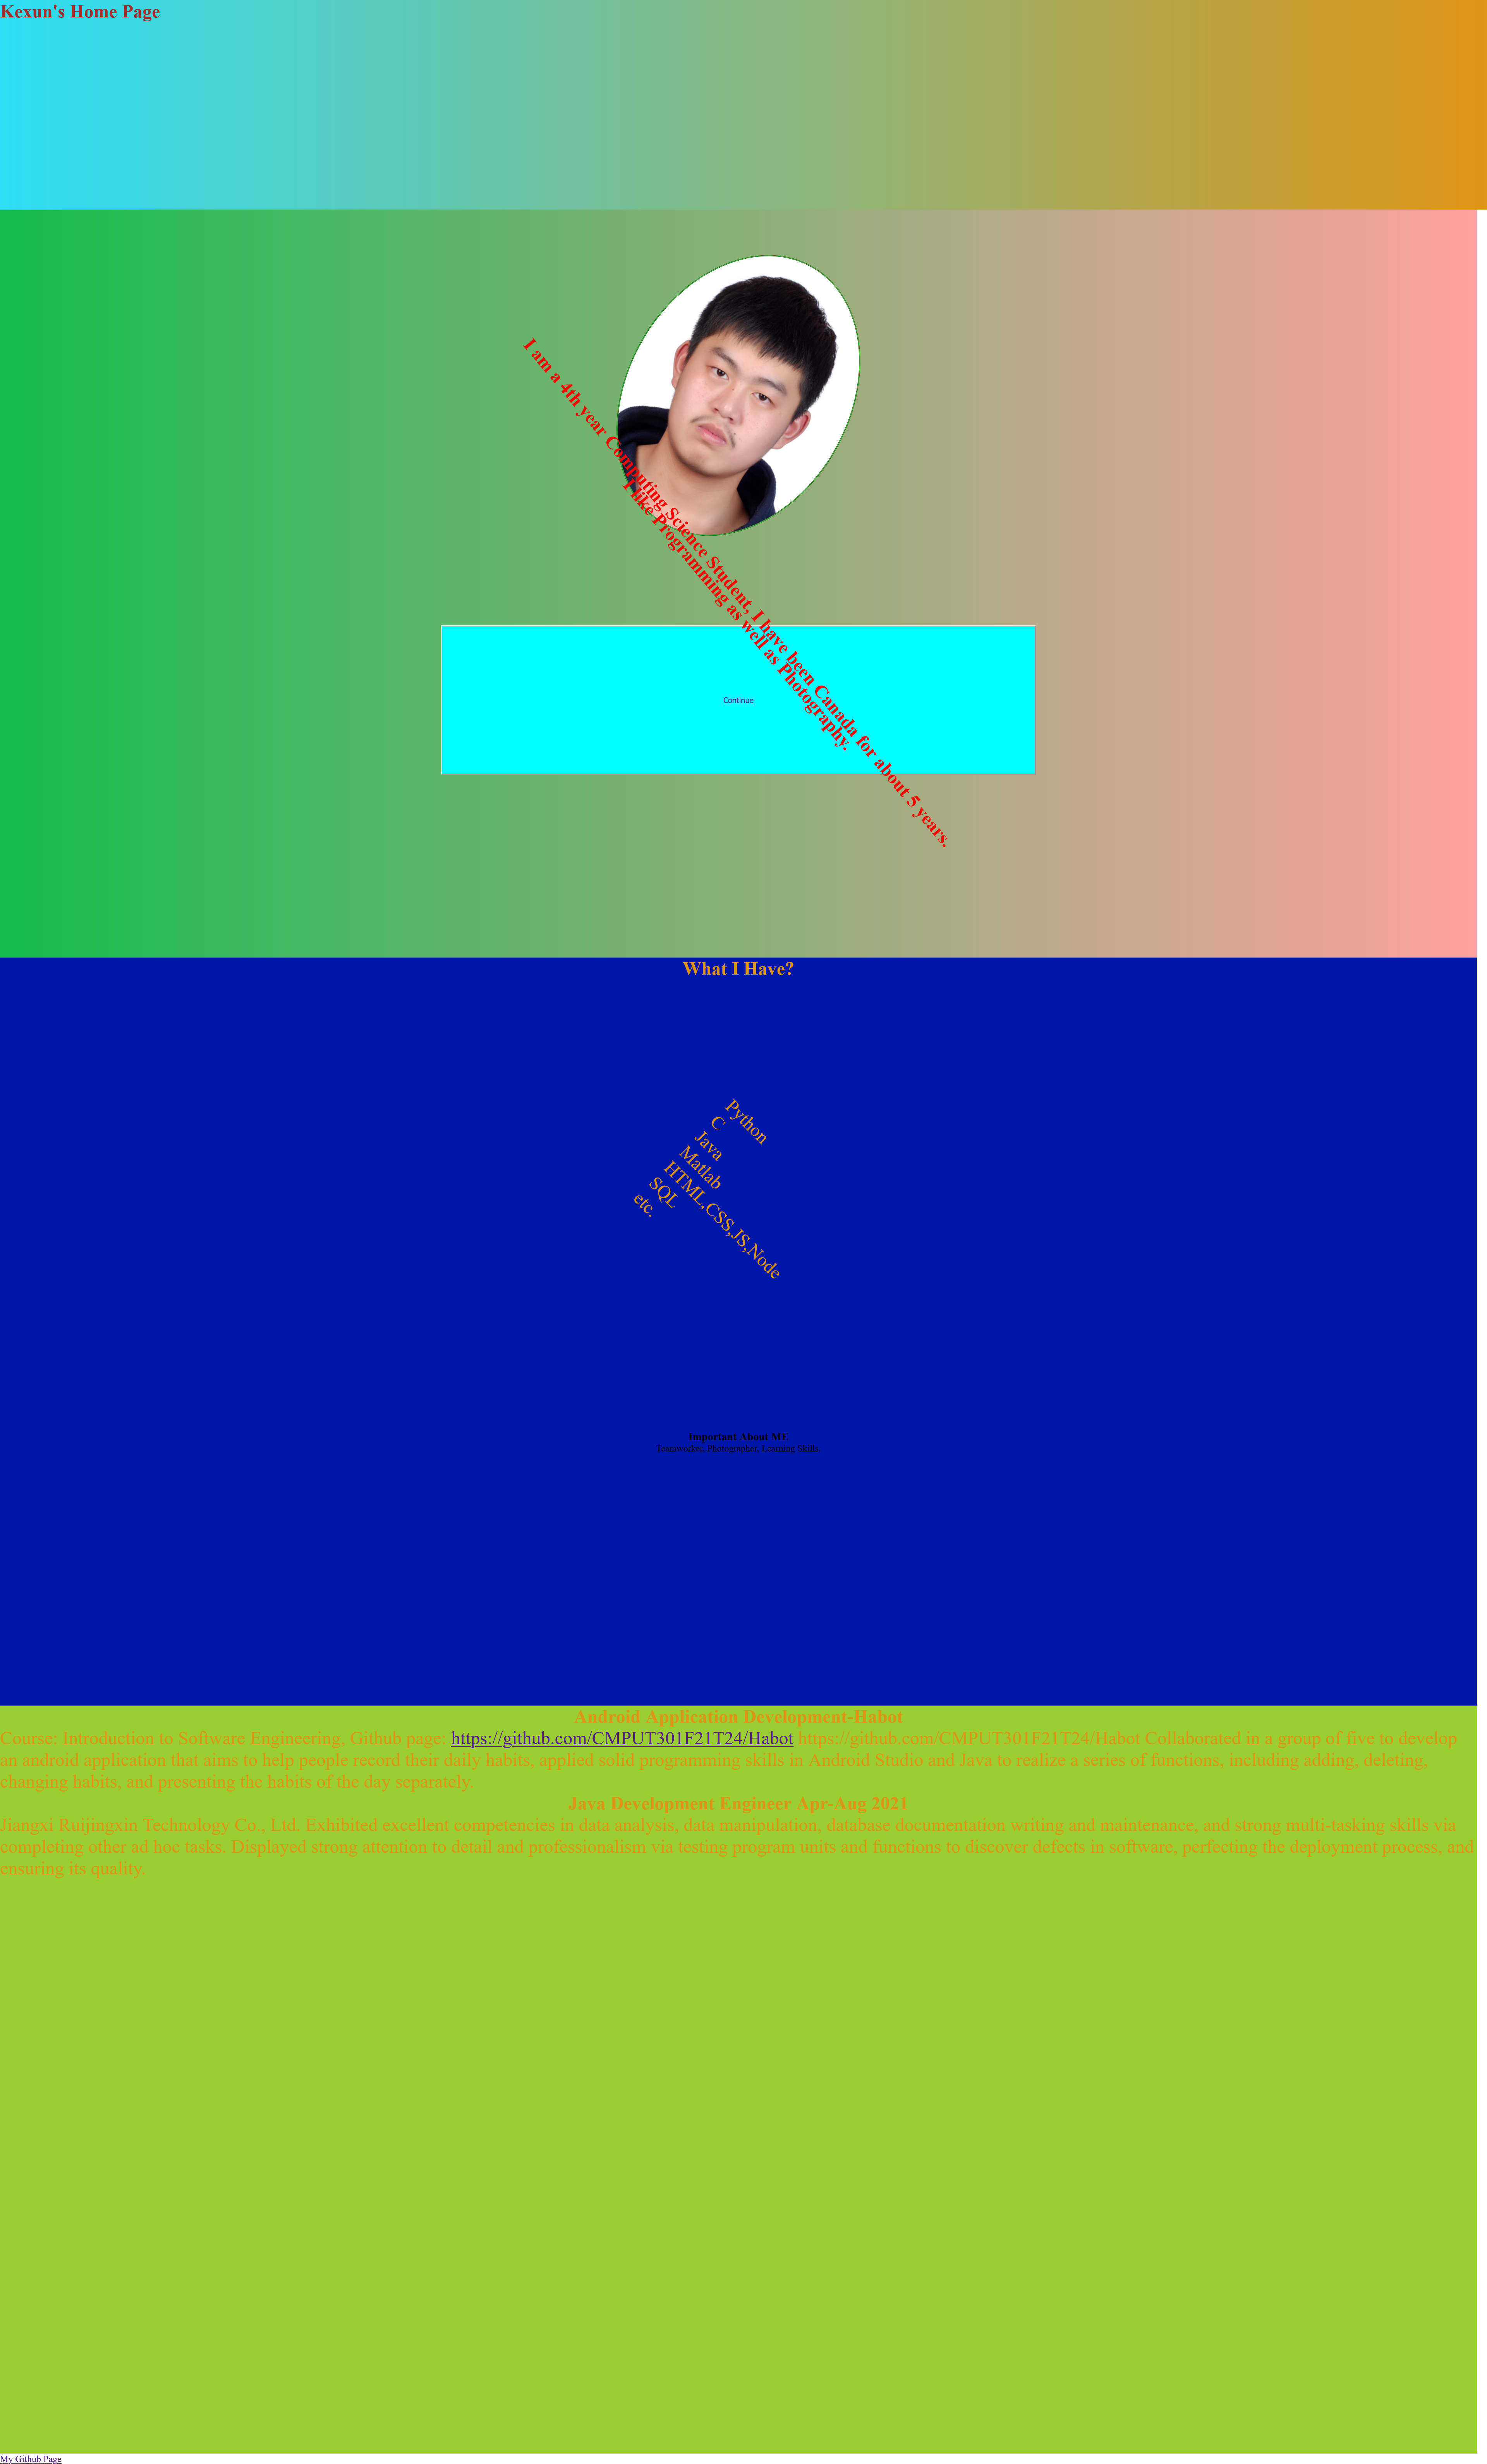 Kexun's Home Page
I am a 4th year Computing Science Student, I have been Canada for about 5 years.
I like Programming as well as Photography.
Continue
What I Have?
Python
C
Java
Matlab
HTML,CSS,JS,Node
SQL
etc.
Important About ME
Teamworker, Photographer, Learning Skills.
Android Application Development-Habot
Course: Introduction to Software Engineering, Github page: https://github.com/CMPUT301F21T24/Habot https://github.com/CMPUT301F21T24/Habot Collaborated in a group of five to develop
an android application that aims to help people record their daily habits, applied solid programming skills in Android Studio and Java to realize a series of functions, including adding, deleting,
changing habits, and presenting the habits of the day separately.
Java Development Engineer Apr-Aug 2021
Jiangxi Ruijingxin Technology Co., Ltd. Exhibited excellent competencies in data analysis, data manipulation, database documentation writing and maintenance, and strong multi-tasking skills via
completing other ad hoc tasks. Displayed strong attention to detail and professionalism via testing program units and functions to discover defects in software, perfecting the deployment process, and
ensuring its quality.
My Github Page